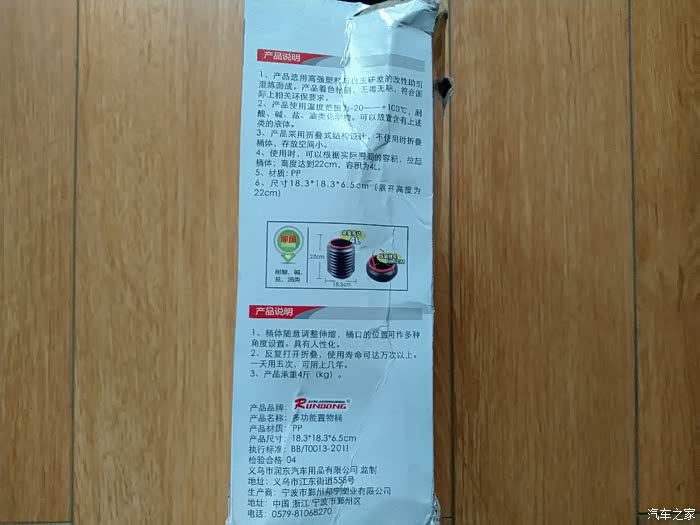 产品说明
1、产品选用高强塑料与自主研发的改性助剂
混炼而成。产品着色牢固，无毒无味，符合国
际上相关环保要求。
2、产品使用温度范围为-20——+100℃，耐
酸、碱、盐、油类化学物。可以放置含有上述
类的液体。
3、产品采用折叠式结构设计，不使用时折叠
桶体，存放空间小。
4、使用时，可以根据实际需要的容积，拉起
桶体；高度达到22cm，容积为4L。
5、材质:PP
6、尺寸18.3*18.3*6.5cm（展开高度为
22cm）
环保
耐酸、碱、
盐、油类
22cm
4L
18.3cm
产品说明
1、桶体随意调整伸缩，桶口的位置可作多种
角度设置。具有人性化。
2、反复打开折叠，使用寿命可达万次以上。
一天用五次，可用上几年。
3、产品承重4斤（kg）。
产品品牌：RUNDONG®
产品名称：多功能置物桶
产品材质：PP
产品尺寸：18.3*18.3*6.5cm
执行标准：BB/T0013-2011
检验合格 04
义乌市润东汽车用品有限公司 监制
地址：义乌市江东街道558号
生产商：宁波市鄞州邦宇塑业有限公司
地址：中国 浙江 宁波市鄞州区
电话：0579-81068270
汽车之家